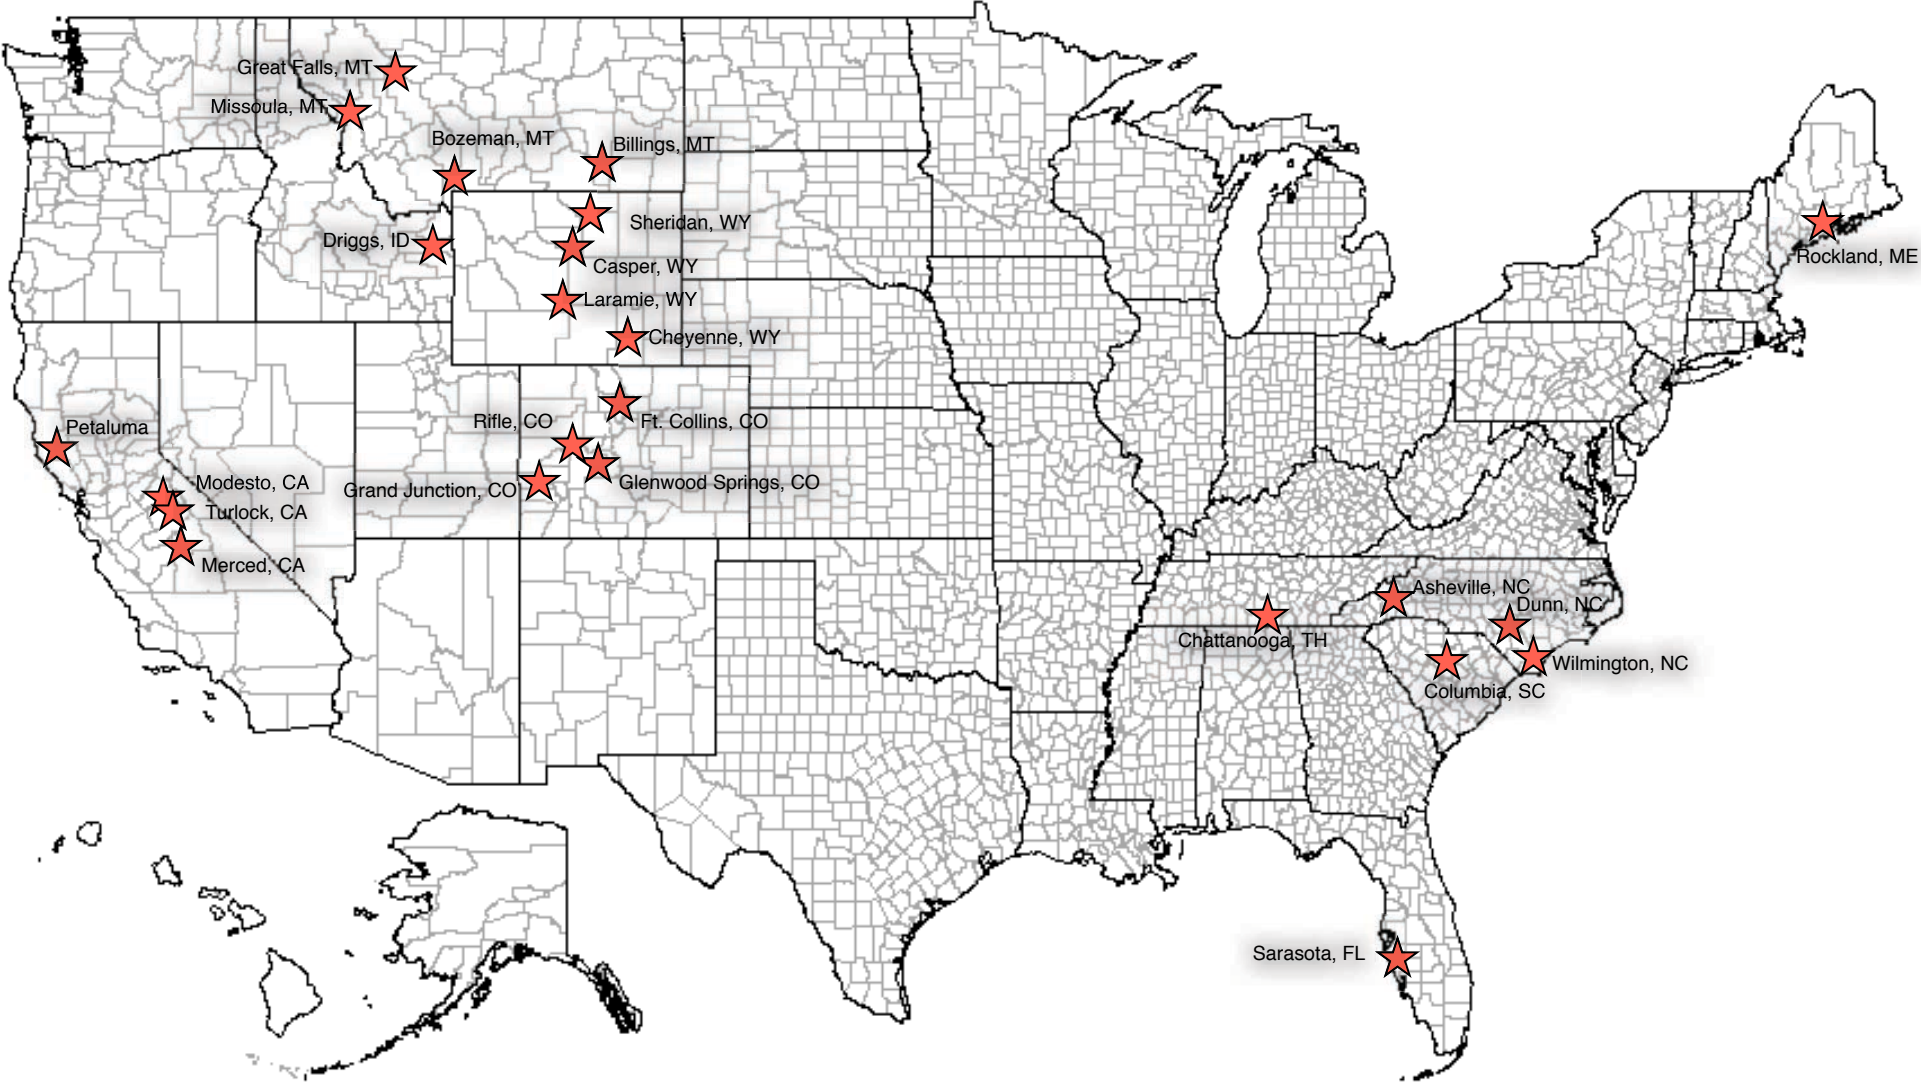 Great Falls, MT
Missoula, MT
Bozeman, MT
Billings, MT
Sheridan, WY
Driggs, ID
Casper, WY
Rockland, ME
Laramie, WY
Cheyenne, WY
Rifle, CO
Ft. Collins, CO
Petaluma
Modesto, CA
Grand Junction, CO
Glenwood Springs, CO
Turlock, CA
Merced, CA
Asheville, NC
Dunn, NC
Chattanooga, TH
Wilmington, NC
Columbia, SC
Sarasota, FL